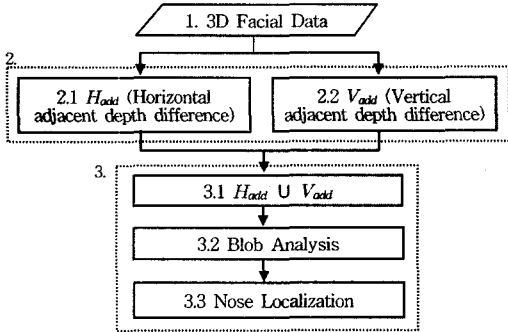 1. 3D Facial Data
2.
2.1 Hadd (Horizontal
adjacent depth difference)
2.2 Vadd (Vertical
adjacent depth difference)
3.
3.1 Hadd ∪ Vadd
3.2 Blob Analysis
3.3 Nose Localization